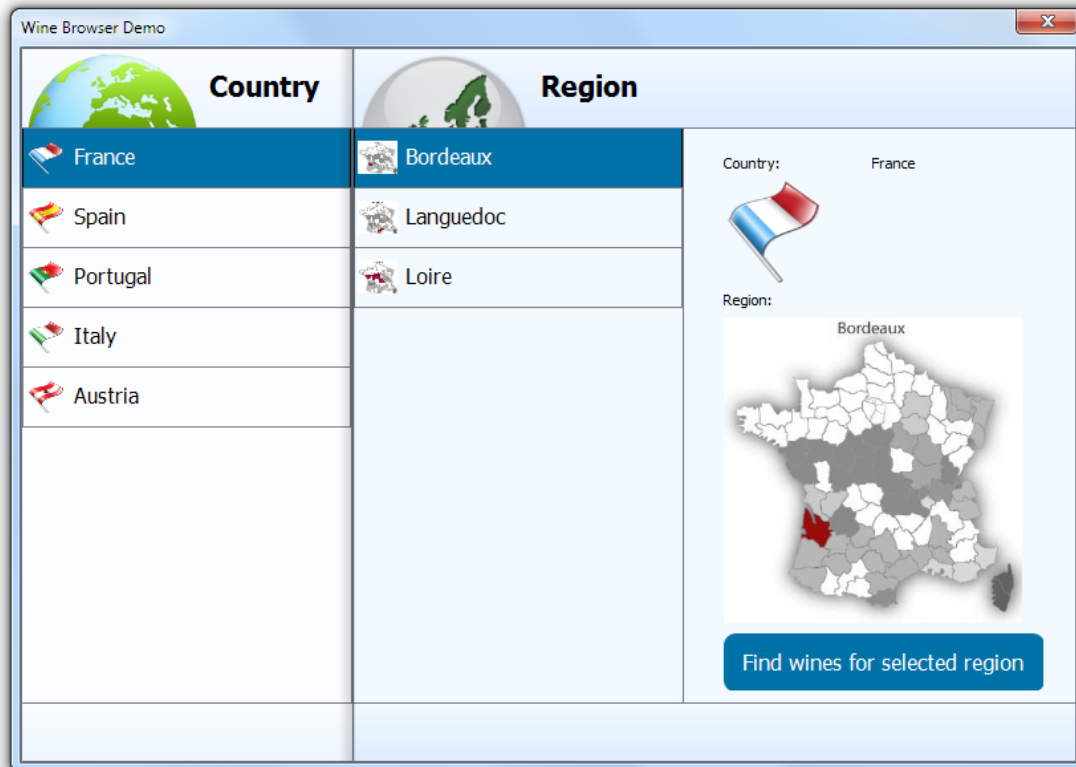 Wine Browser Demo
Country
Region
France
Spain
Portugal
Italy
Austria
Bordeaux
Languedoc
Loire
Country: France
Region:
Bordeaux
Find wines for selected region